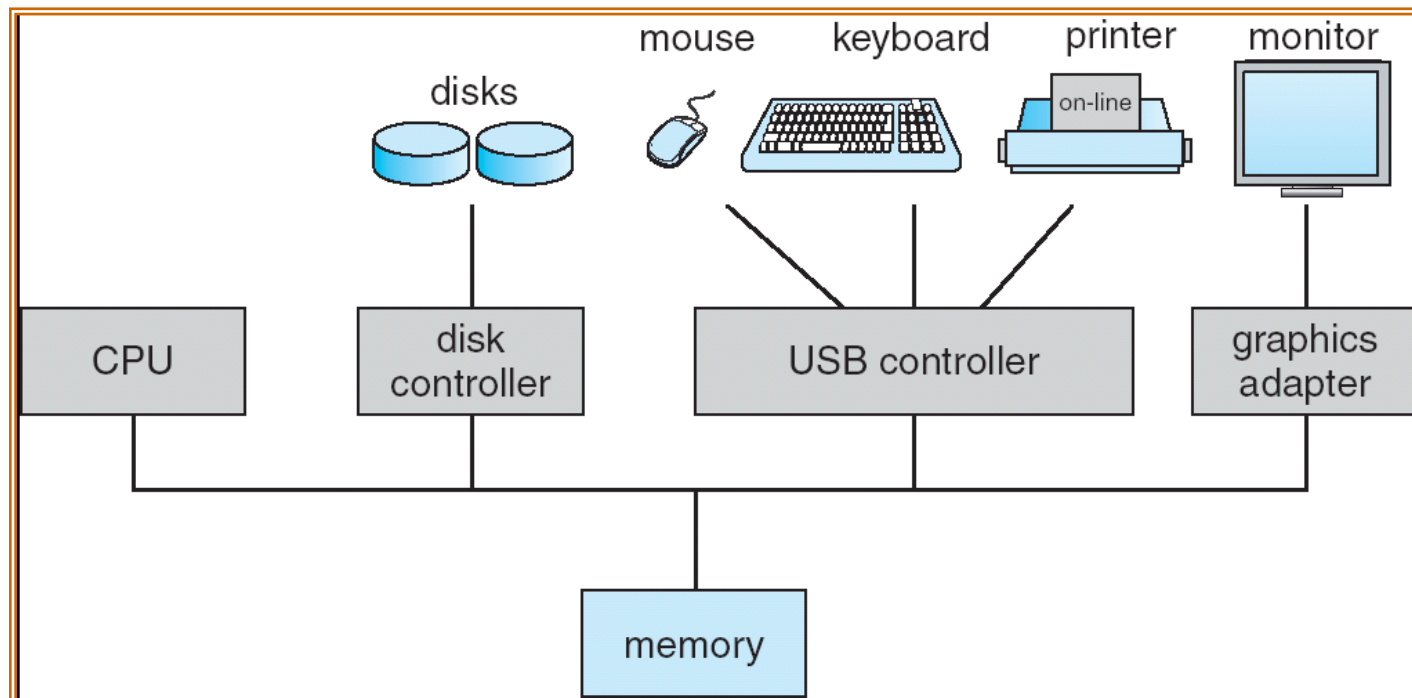 mouse
keyboard
printer
monitor
disks
on-line
CPU
disk
controller
USB controller
graphics
adapter
memory